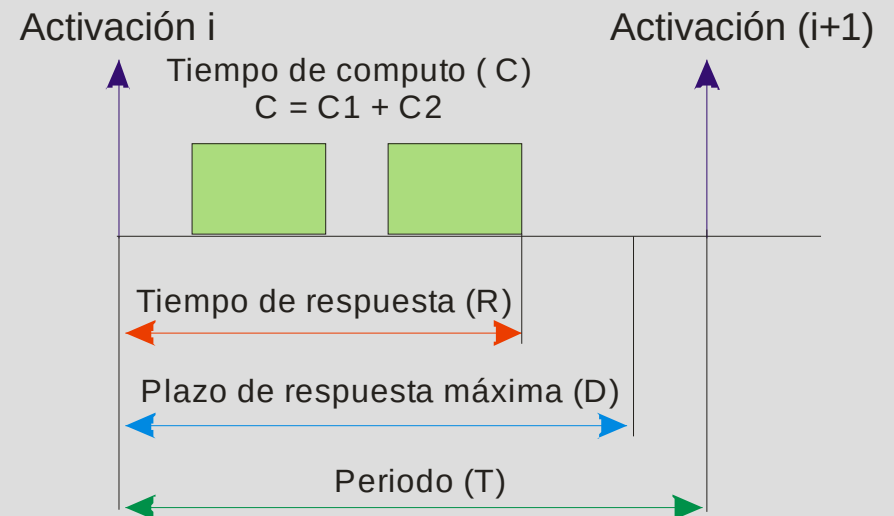 Activación i
Activación (i+1)
Tiempo de computo ( C)
C = C1 + C2
Tiempo de respuesta (R)
Plazo de respuesta máxima (D)
Periodo (T)